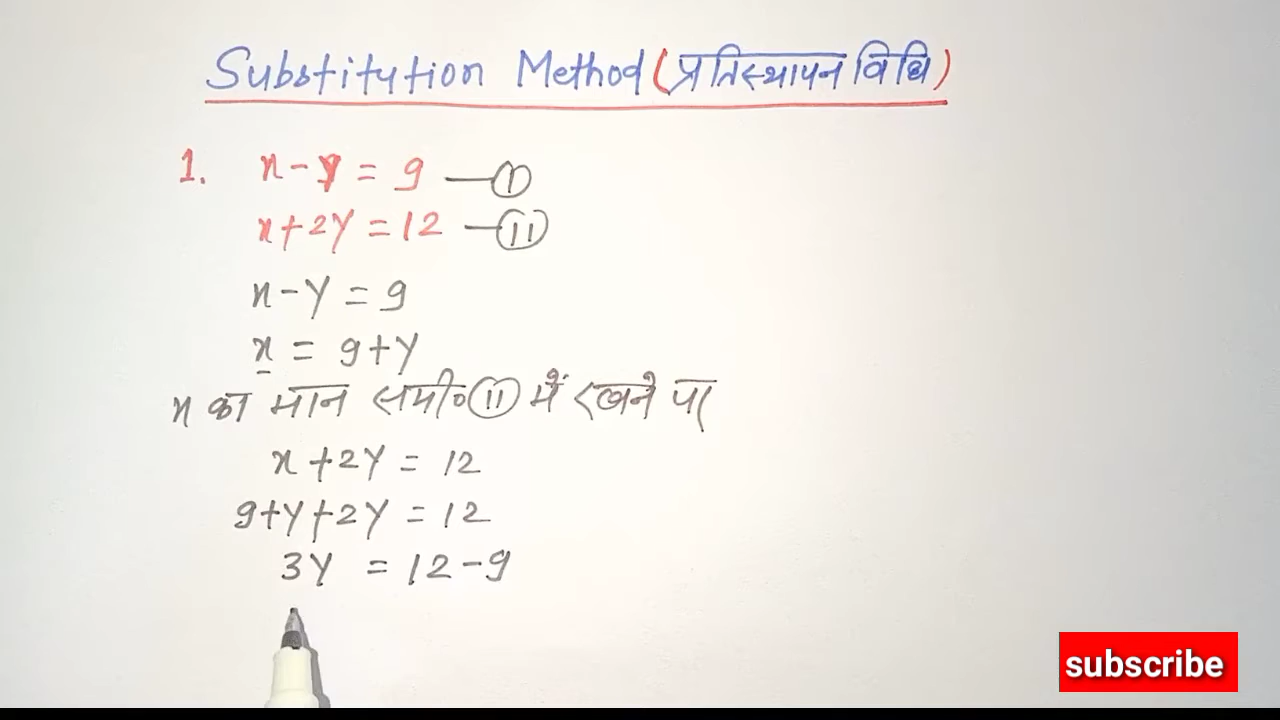 Substitution Method (प्रतिस्थापन विधि)
1. x - y = 9 — (I)
x + 2y = 12 — (II)
x - y = 9
x = 9 + y
x का मान समी० (II) में रखने पर
x + 2y = 12
9 + y + 2y = 12
3y = 12 - 9
subscribe